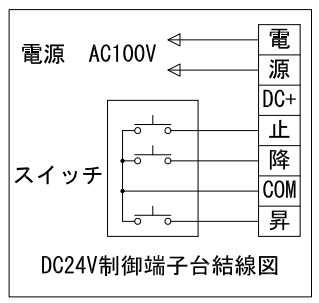 電源 AC100V
電
源
DC+
止
降
COM
昇
スイッチ
DC24V制御端子台結線図